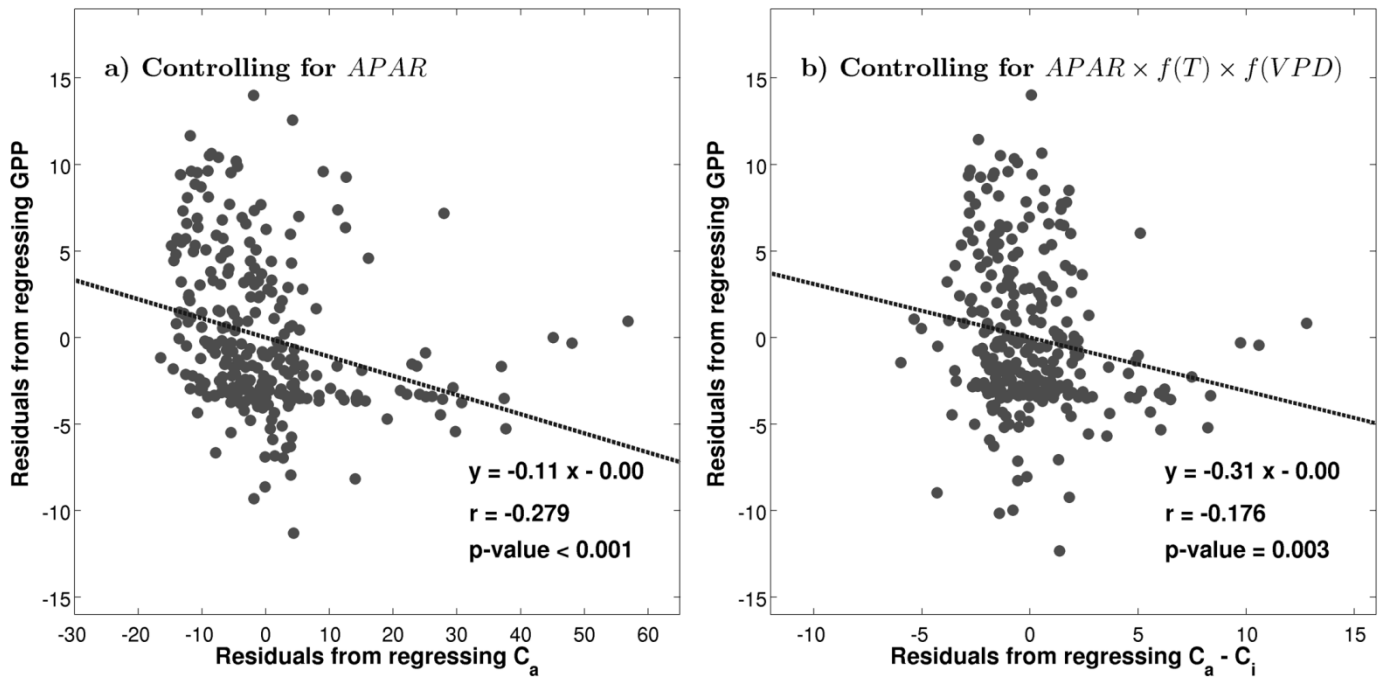 a) Controlling for APAR
15
10
5
0
-5
-10
-15
Residuals from regressing GPP
y = -0.11 x - 0.00
r = -0.279
p-value < 0.001
-30 -20 -10 0 10 20 30 40 50 60
Residuals from regressing Cₐ
b) Controlling for APAR × f(T) × f(VPD)
15
10
5
0
-5
-10
-15
Residuals from regressing GPP
y = -0.31 x - 0.00
r = -0.176
p-value = 0.003
-10 -5 0 5 10 15
Residuals from regressing Cₐ - Cᵢ